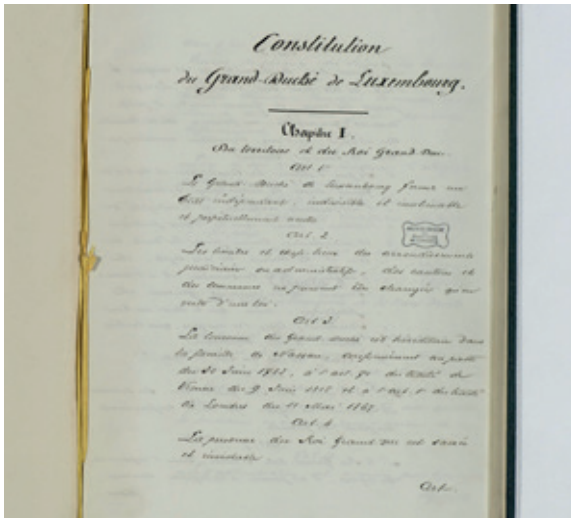 Constitution
du Grand-Duché de Luxembourg.
Chapitre I.
Du territoire et du Roi Grand-Duc.
Art. 1er
Le Grand-Duché de Luxembourg forme un
État indépendant, indivisible et inaliénable
et perpétuellement neutre
Art. 2
Les limites et chefs-lieux des arrondissements
judiciaires ou administratifs, des cantons et
des communes ne peuvent être changés qu'en
vertu d'une loi.
Art. 3.
La couronne du Grand-Duché est héréditaire dans
la famille de Nassau, conformément au pacte
du 30 Juin 1783, à l'art. 71 du traité de
Vienne du 9 Juin 1815 et à l'art. 1er du traité
de Londres du 11 Mai 1867.
Art. 4
La personne du Roi Grand-Duc est sacrée
et inviolable
Art.